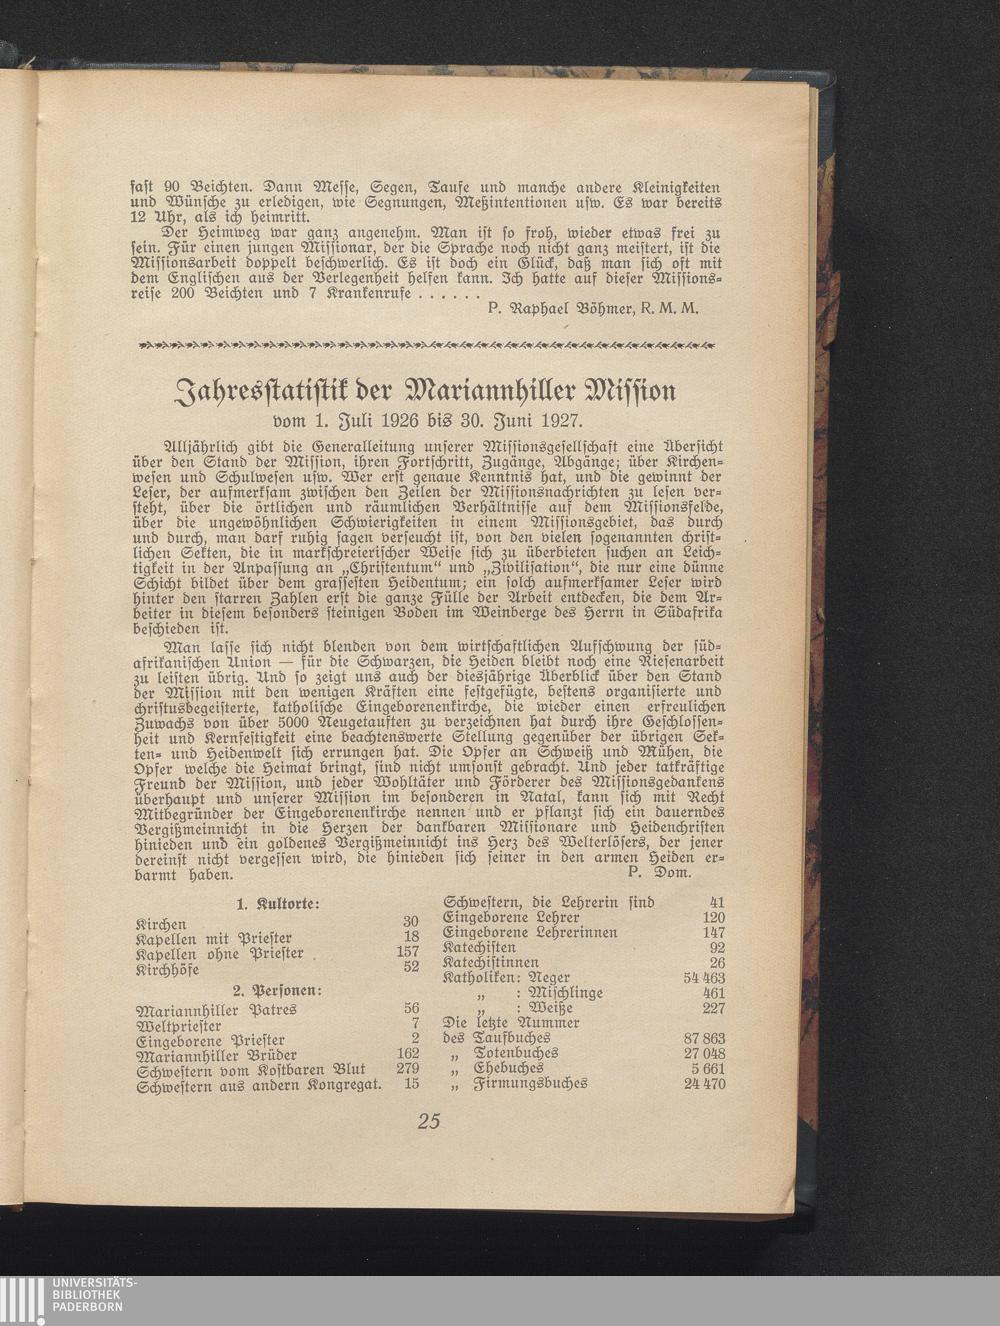 fast 90 Beichten. Dann Messe, Segen, Taufe und manche andere Kleinigkeiten
und Wünsche zu erledigen, wie Segnungen, Meßintentionen usw. Es war bereits
12 Uhr, als ich heimritt.
Der Heimweg war ganz angenehm. Man ist so froh, wieder etwas frei zu
sein. Für einen jungen Missionar, der die Sprache noch nicht ganz meistert, ist die
Missionsarbeit doppelt beschwerlich. Es ist doch ein Glück, daß man sich oft mit
dem Englischen aus der Verlegenheit helfen kann. Ich hatte auf dieser Missions-
reise 200 Beichten und 7 Krankenrufe . . . . . .
P. Raphael Böhmer, R. M. M.
Jahresstatistik der Mariannhiller Mission
vom 1. Juli 1926 bis 30. Juni 1927.
Alljährlich gibt die Generalleitung unserer Missionsgesellschaft eine Übersicht
über den Stand der Mission, ihren Fortschritt, Zugänge, Abgänge; über Kirchen-
wesen und Schulwesen usw. Wer erst genaue Kenntnis hat, und die gewinnt der
Leser, der aufmerksam zwischen den Zeilen der Missionsnachrichten zu lesen ver-
steht, über die örtlichen und räumlichen Verhältnisse auf dem Missionsfelde,
über die ungewöhnlichen Schwierigkeiten in einem Missionsgebiet, das durch
und durch, man darf ruhig sagen verseucht ist, von den vielen sogenannten christ-
lichen Sekten, die in marktschreierischer Weise sich zu überbieten suchen an Leich-
tigkeit in der Anpassung an „Christentum“ und „Zivilisation“, die nur eine dünne
Schicht bildet über dem grassesten Heidentum; ein solch aufmerksamer Leser wird
hinter den starren Zahlen erst die ganze Fülle der Arbeit entdecken, die dem Ar-
beiter in diesem besonders steinigen Boden im Weinberge des Herrn in Südafrika
beschieden ist.
Man lasse sich nicht blenden von dem wirtschaftlichen Aufschwung der süd-
afrikanischen Union — für die Schwarzen, die Heiden bleibt noch eine Riesenarbeit
zu leisten übrig. Und so zeigt uns auch der diesjährige Überblick über den Stand
der Mission mit den wenigen Kräften eine festgefügte, bestens organisierte und
christusbegeisterte, katholische Eingeborenenkirche, die wieder einen erfreulichen
Zuwachs von über 5000 Neugetauften zu verzeichnen hat durch ihre Geschlossen-
heit und Kernfestigkeit eine beachtenswerte Stellung gegenüber der übrigen Sek-
ten- und Heidenwelt sich errungen hat. Die Opfer an Schweiß und Mühen, die
Opfer welche die Heimat bringt, sind nicht umsonst gebracht. Und jeder tatkräftige
Freund der Mission, und jeder Wohltäter und Förderer des Missionsgedankens
überhaupt und unserer Mission im besonderen in Natal, kann sich mit Recht
Mitbegründer der Eingeborenenkirche nennen und er pflanzt sich ein dauerndes
Vergißmeinnicht in die Herzen der dankbaren Missionare und Heidenchristen
hinieden und ein goldenes Vergißmeinnicht ins Herz des Welterlösers, der jener
dereinst nicht vergessen wird, die hinieden sich seiner in den armen Heiden er-
barmt haben. P. Dom.
1. Kultorte:
Kirchen 30
Kapellen mit Priester 18
Kapellen ohne Priester 157
Kirchhöfe 52
2. Personen:
Mariannhiller Patres 56
Weltpriester 7
Eingeborene Priester 2
Mariannhiller Brüder 162
Schwestern vom Kostbaren Blut 279
Schwestern aus andern Kongregat. 15
Schwestern, die Lehrerin sind 41
Eingeborene Lehrer 120
Eingeborene Lehrerinnen 147
Katechisten 92
Katechistinnen 26
Katholiken: Neger 54 463
„ : Mischlinge 461
„ : Weiße 227
Die letzte Nummer
des Taufbuches 87 863
„ Totenbuches 27 048
„ Ehebuches 5 661
„ Firmungsbuches 24 470
25
UNIVERSITÄTS-
BIBLIOTHEK
PADERBORN